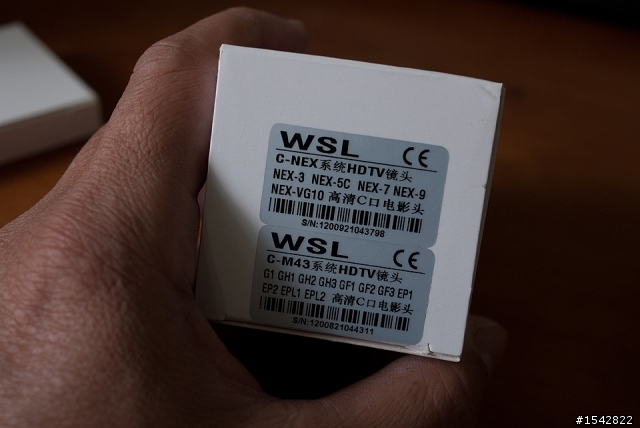 WSL CE
C-NEX系统HDTV镜头
NEX-3 NEX-5C NEX-7 NEX-9
NEX-VG10 高清C口电影头
S/N:1200921043798
WSL CE
C-M43系统HDTV镜头
G1 GH1 GH2 GH3 GF1 GF2 GF3 EP1
EP2 EPL1 EPL2 高清C口电影头
S/N:1200821044311
#1542822